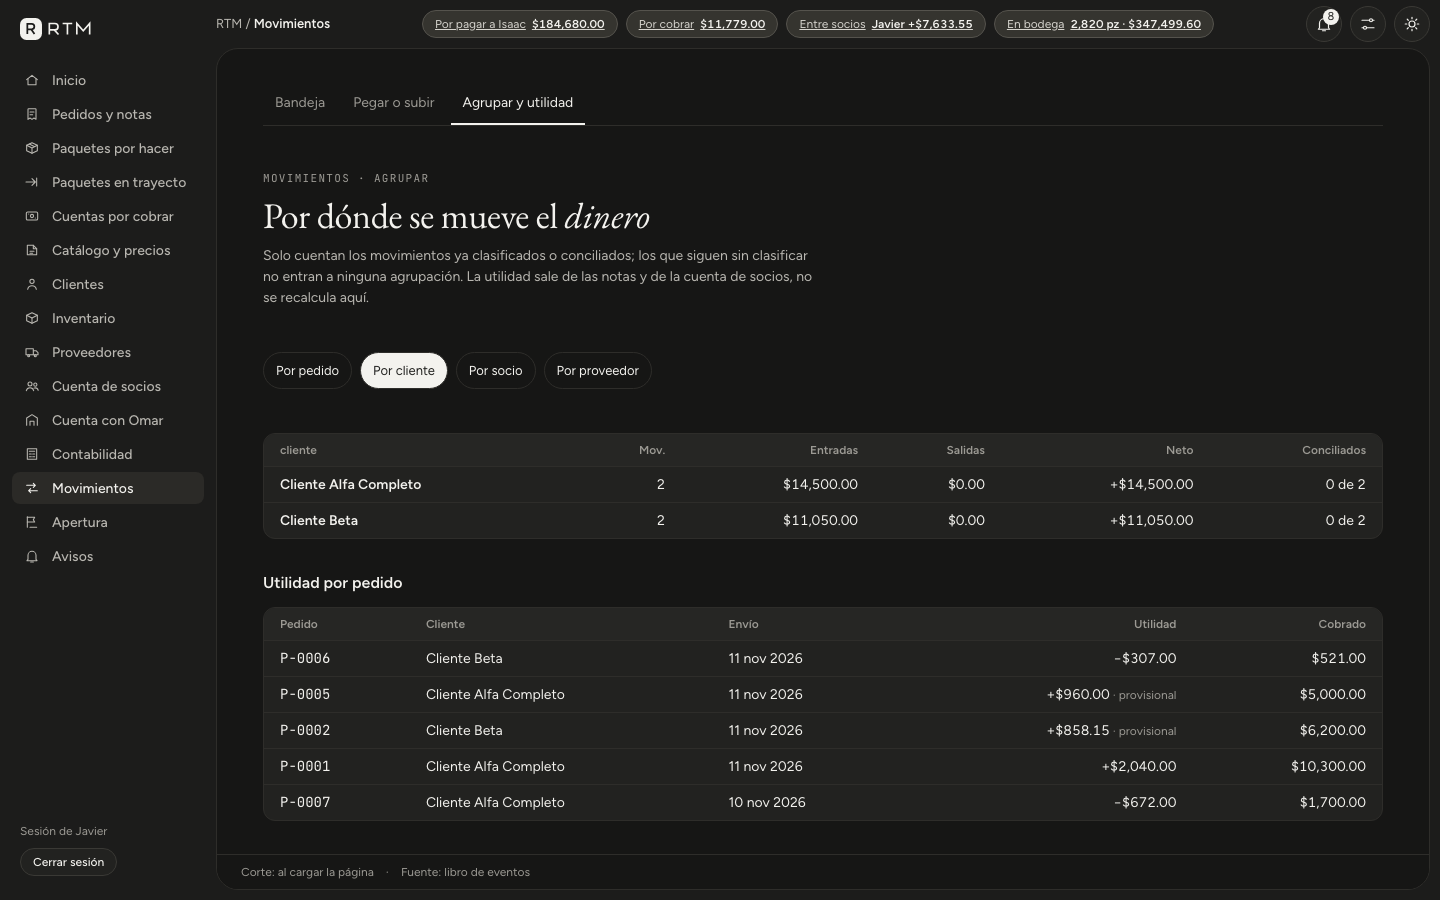 R RTM
RTM / Movimientos
Por pagar a Isaac $184,680.00
Por cobrar $11,779.00
Entre socios Javier +$7,633.55
En bodega 2,820 pz · $347,499.60
8
Inicio
Pedidos y notas
Paquetes por hacer
Paquetes en trayecto
Cuentas por cobrar
Catálogo y precios
Clientes
Inventario
Proveedores
Cuenta de socios
Cuenta con Omar
Contabilidad
Movimientos
Apertura
Avisos
Sesión de Javier
Cerrar sesión
Bandeja Pegar o subir Agrupar y utilidad
MOVIMIENTOS · AGRUPAR
Por dónde se mueve el dinero
Solo cuentan los movimientos ya clasificados o conciliados; los que siguen sin clasificar
no entran a ninguna agrupación. La utilidad sale de las notas y de la cuenta de socios, no
se recalcula aquí.
Por pedido Por cliente Por socio Por proveedor
cliente Mov. Entradas Salidas Neto Conciliados
Cliente Alfa Completo 2 $14,500.00 $0.00 +$14,500.00 0 de 2
Cliente Beta 2 $11,050.00 $0.00 +$11,050.00 0 de 2
Utilidad por pedido
Pedido Cliente Envío Utilidad Cobrado
P-0006 Cliente Beta 11 nov 2026 −$307.00 $521.00
P-0005 Cliente Alfa Completo 11 nov 2026 +$960.00 · provisional $5,000.00
P-0002 Cliente Beta 11 nov 2026 +$858.15 · provisional $6,200.00
P-0001 Cliente Alfa Completo 11 nov 2026 +$2,040.00 $10,300.00
P-0007 Cliente Alfa Completo 10 nov 2026 −$672.00 $1,700.00
Corte: al cargar la página · Fuente: libro de eventos